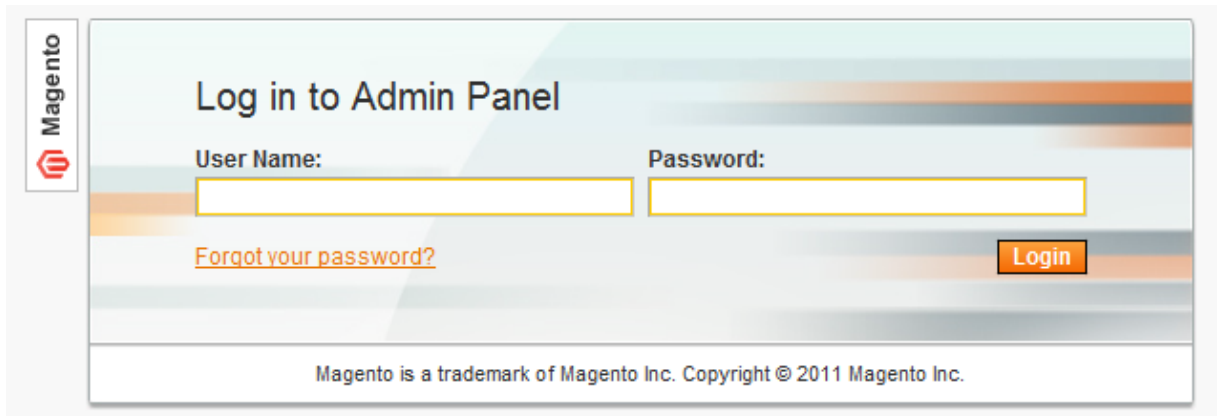 Magento
Log in to Admin Panel
User Name:
Password:
Forgot your password?
Login
Magento is a trademark of Magento Inc. Copyright © 2011 Magento Inc.